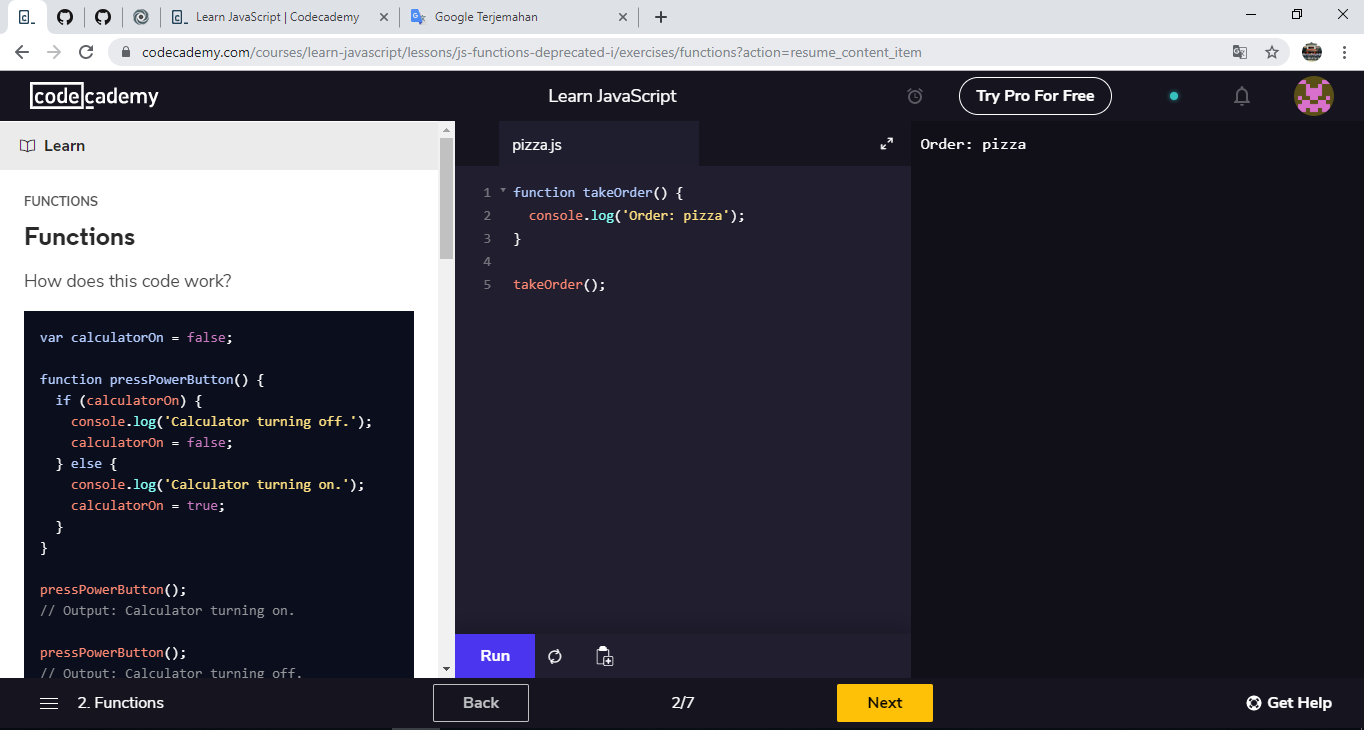 Learn JavaScript | Codecademy
Google Terjemahan
codecademy.com/courses/learn-javascript/lessons/js-functions-deprecated-i/exercises/functions?action=resume_content_item
codecademy
Learn JavaScript
Try Pro For Free
Learn
FUNCTIONS
Functions
How does this code work?
var calculatorOn = false;
function pressPowerButton() {
if (calculatorOn) {
console.log('Calculator turning off.');
calculatorOn = false;
} else {
console.log('Calculator turning on.');
calculatorOn = true;
}
}
pressPowerButton();
// Output: Calculator turning on.
pressPowerButton();
// Output: Calculator turning off.
pizza.js
1 function takeOrder() {
2 console.log('Order: pizza');
3 }
4
5 takeOrder();
Run
Order: pizza
2. Functions
Back
2/7
Next
Get Help